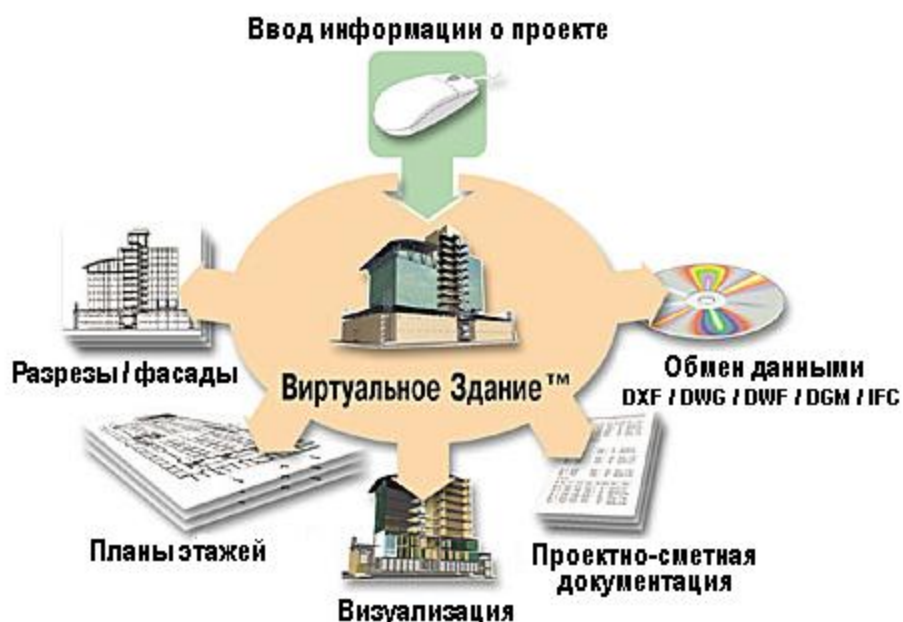 Ввод информации о проекте
Разрезы / фасады
Виртуальное Здание™
Обмен данными
DXF / DWG / DWF / DGM / IFC
Планы этажей
Проектно-сметная
документация
Визуализация